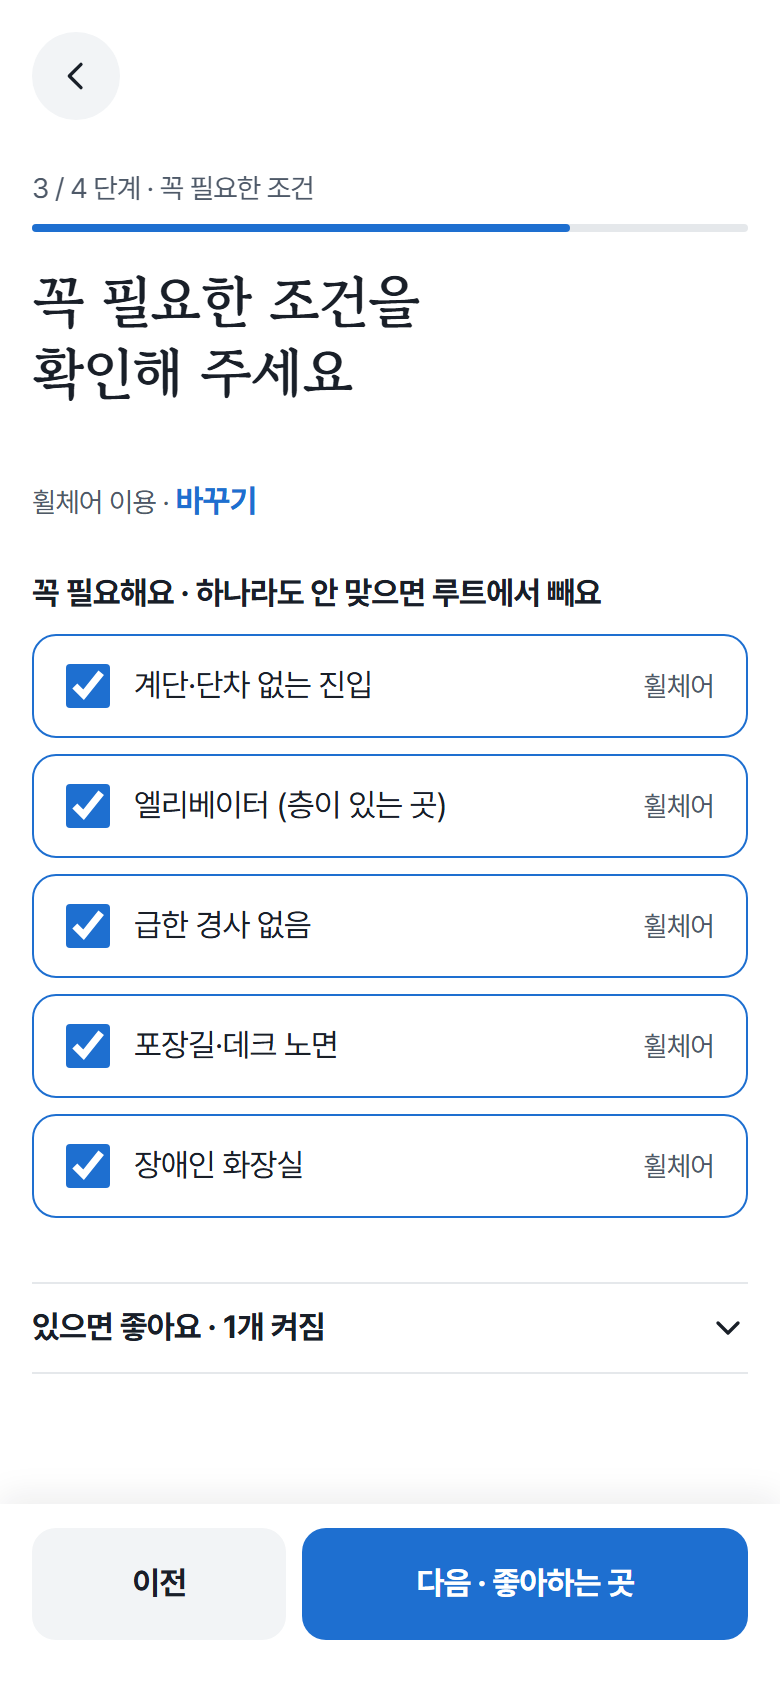 3 / 4 단계 · 꼭 필요한 조건
꼭 필요한 조건을
확인해 주세요
휠체어 이용 · 바꾸기
꼭 필요해요 · 하나라도 안 맞으면 루트에서 빼요
계단·단차 없는 진입 휠체어
엘리베이터 (층이 있는 곳) 휠체어
급한 경사 없음 휠체어
포장길·데크 노면 휠체어
장애인 화장실 휠체어
있으면 좋아요 · 1개 켜짐
이전 다음 · 좋아하는 곳